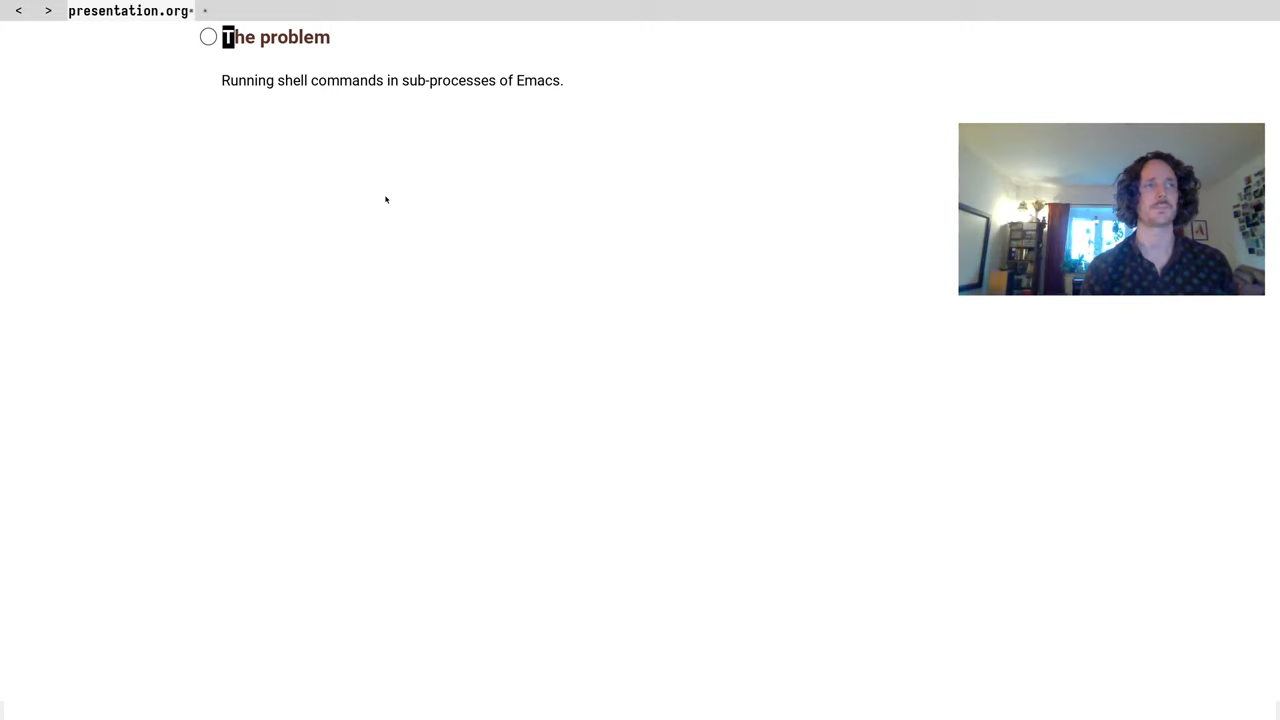 < > presentation.org* *
The problem
Running shell commands in sub-processes of Emacs.